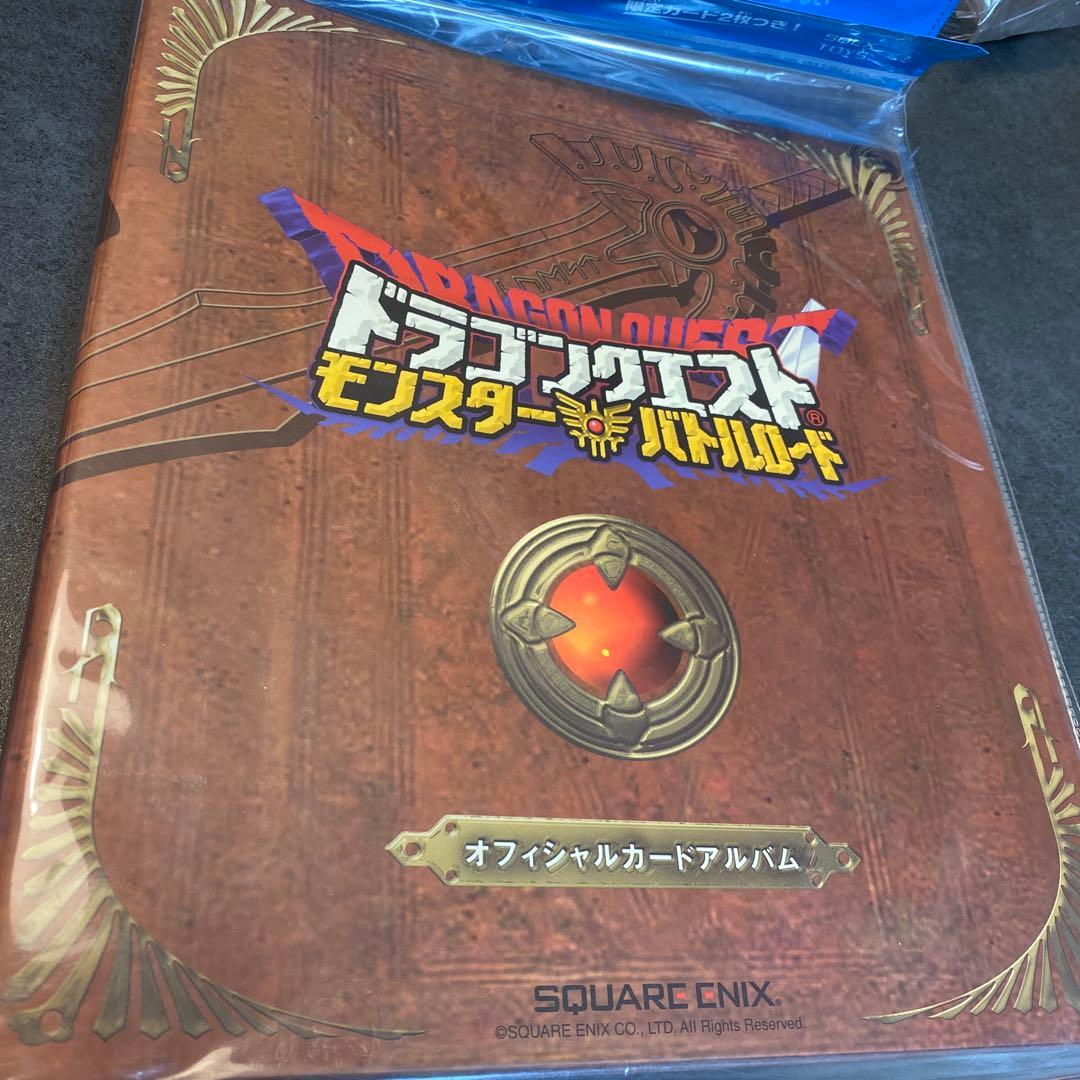 限定カード2枚つき!
TOYS
DRAGON QUEST
ドラゴンクエスト®
モンスター バトルロード
オフィシャルカードアルバム
SQUARE ENIX.
©SQUARE ENIX CO., LTD. All Rights Reserved.